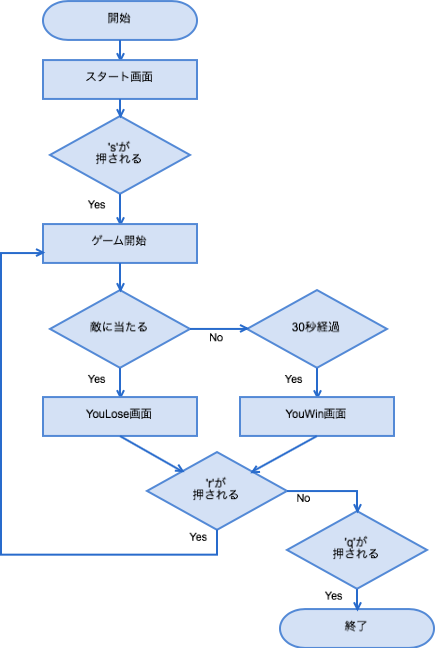 開始
スタート画面
's'が
押される
Yes
ゲーム開始
敵に当たる
No
30秒経過
Yes
Yes
YouLose画面
YouWin画面
'r'が
押される
No
Yes
'q'が
押される
Yes
終了